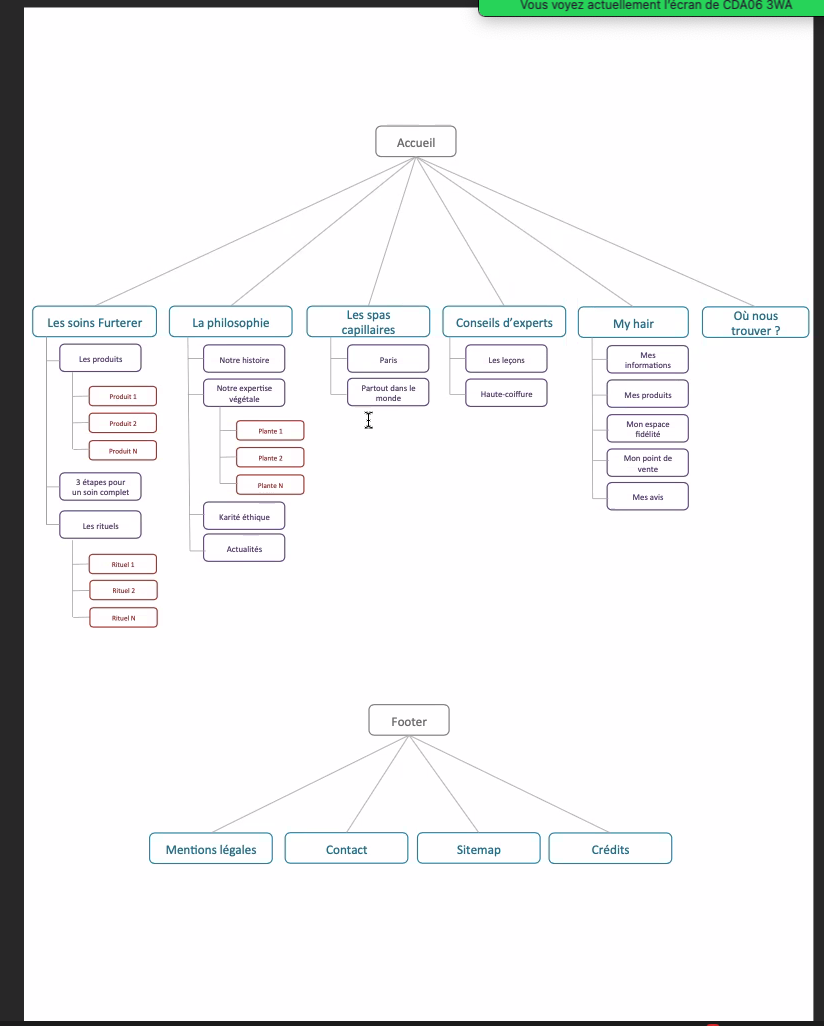 Vous voyez actuellement l'écran de CDA06 3WA
Accueil
Les soins Furterer
Les produits
Produit 1
Produit 2
Produit N
3 étapes pour
un soin complet
Les rituels
Rituel 1
Rituel 2
Rituel N
La philosophie
Notre histoire
Notre expertise
végétale
Plante 1
Plante 2
Plante N
Karité éthique
Actualités
Les spas
capillaires
Paris
Partout dans le
monde
Conseils d'experts
Les leçons
Haute-coiffure
My hair
Mes
informations
Mes produits
Mon espace
fidélité
Mon point de
vente
Mes avis
Où nous
trouver ?
Footer
Mentions légales
Contact
Sitemap
Crédits